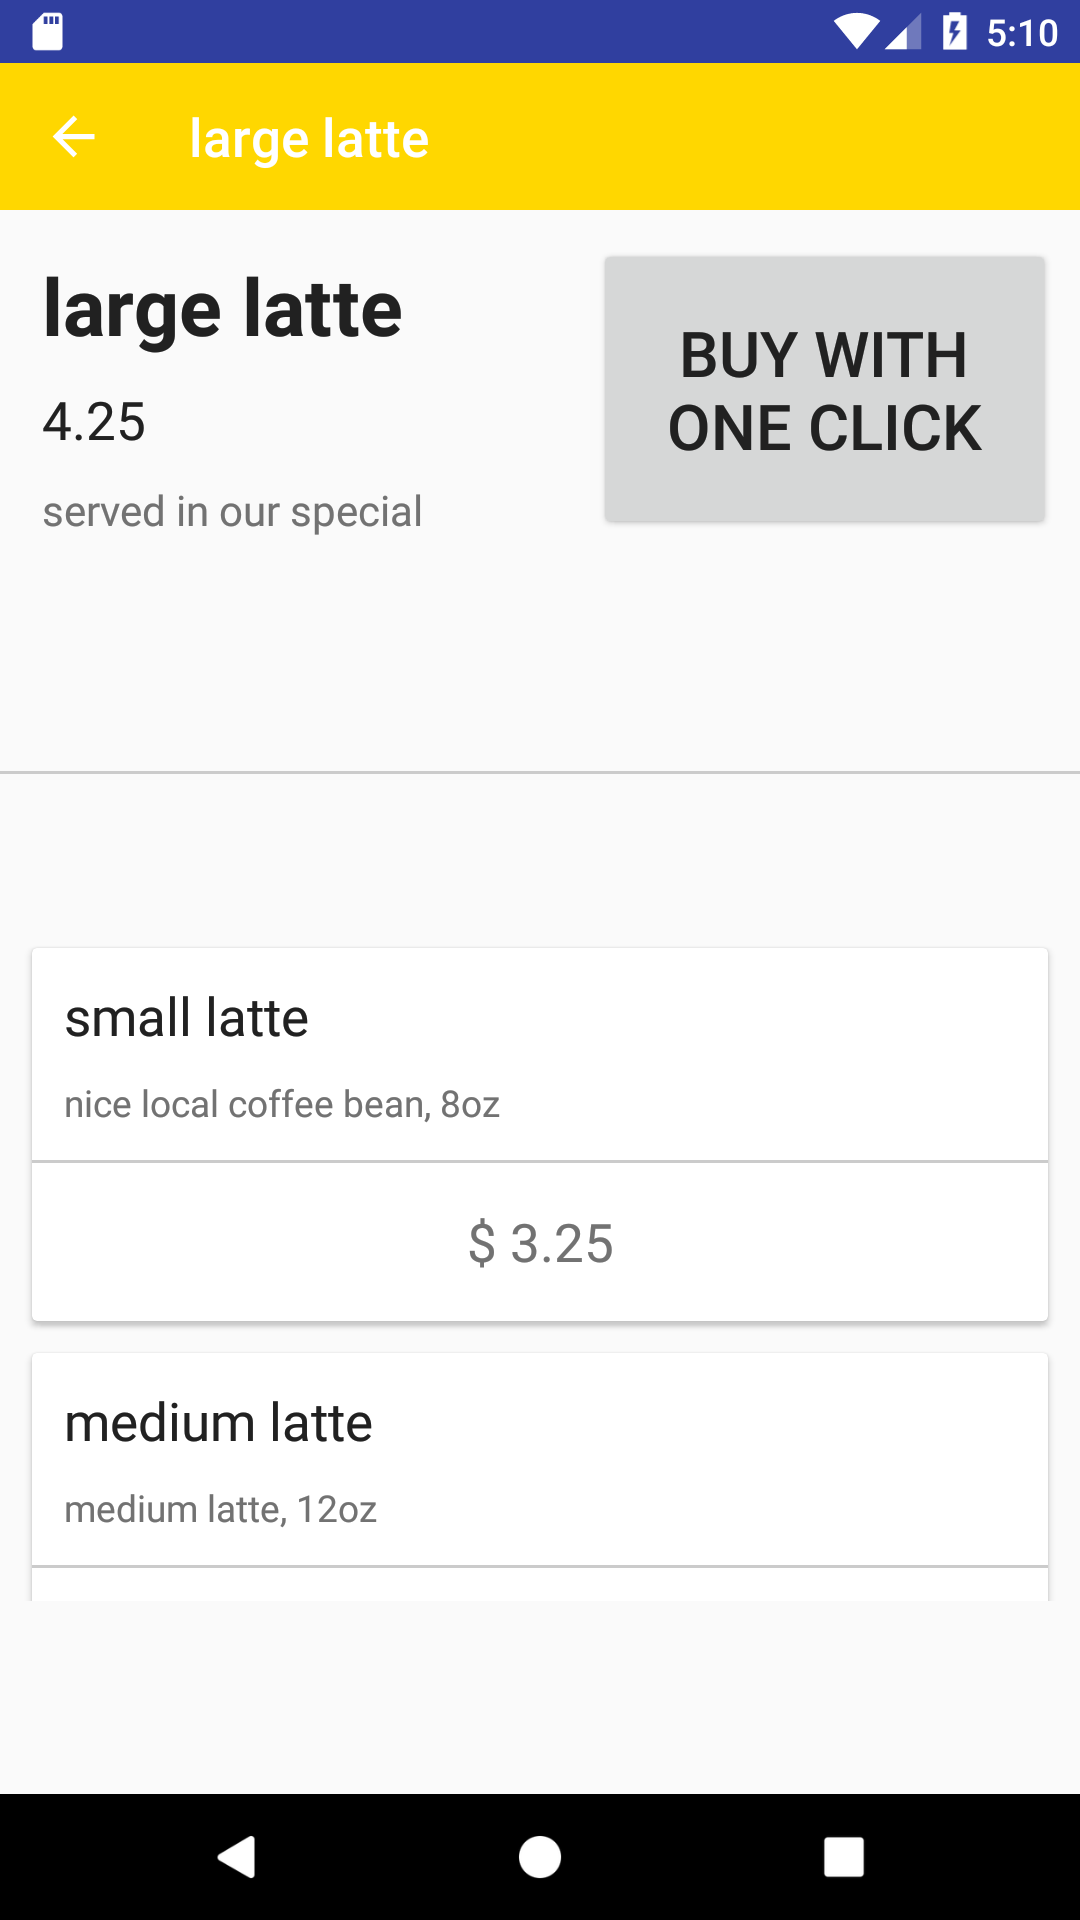 5:10
large latte
large latte
BUY WITH
ONE CLICK
4.25
served in our special
small latte
nice local coffee bean, 8oz
$ 3.25
medium latte
medium latte, 12oz